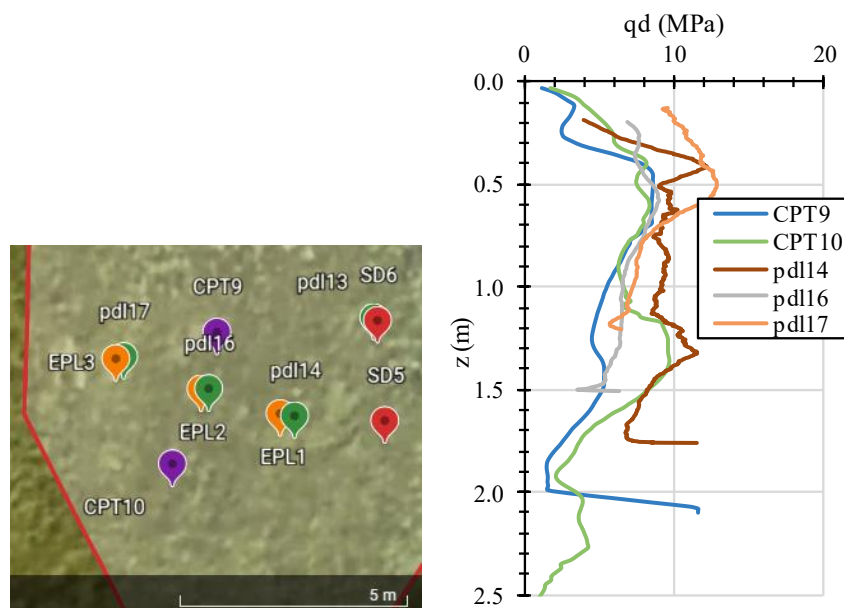 pdl13
SD6
CPT9
pdl17
pdl16
EPL3
pdl14
SD5
EPL2
EPL1
CPT10
5 m
qd (MPa)
0
10
20
0.0
0.5
1.0
1.5
2.0
2.5
z (m)
CPT9
CPT10
pdl14
pdl16
pdl17